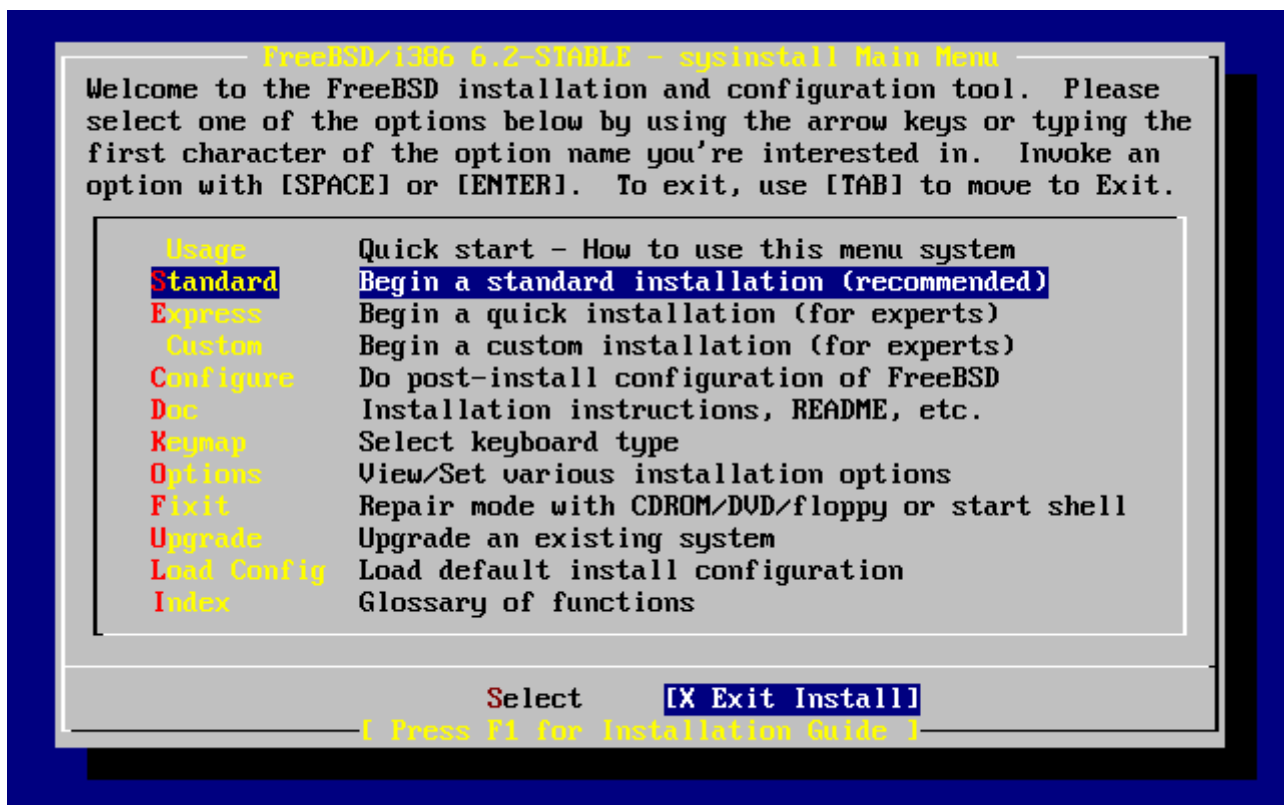 FreeBSD/i386 6.2-STABLE - sysinstall Main Menu
Welcome to the FreeBSD installation and configuration tool.  Please
select one of the options below by using the arrow keys or typing the
first character of the option name you're interested in.  Invoke an
option with [SPACE] or [ENTER].  To exit, use [TAB] to move to Exit.
Usage Quick start - How to use this menu system
Standard Begin a standard installation (recommended)
Express Begin a quick installation (for experts)
Custom Begin a custom installation (for experts)
Configure Do post-install configuration of FreeBSD
Doc Installation instructions, README, etc.
Keymap Select keyboard type
Options View/Set various installation options
Fixit Repair mode with CDROM/DVD/floppy or start shell
Upgrade Upgrade an existing system
Load Config Load default install configuration
Index Glossary of functions
Select [X Exit Install]
[ Press F1 for Installation Guide ]